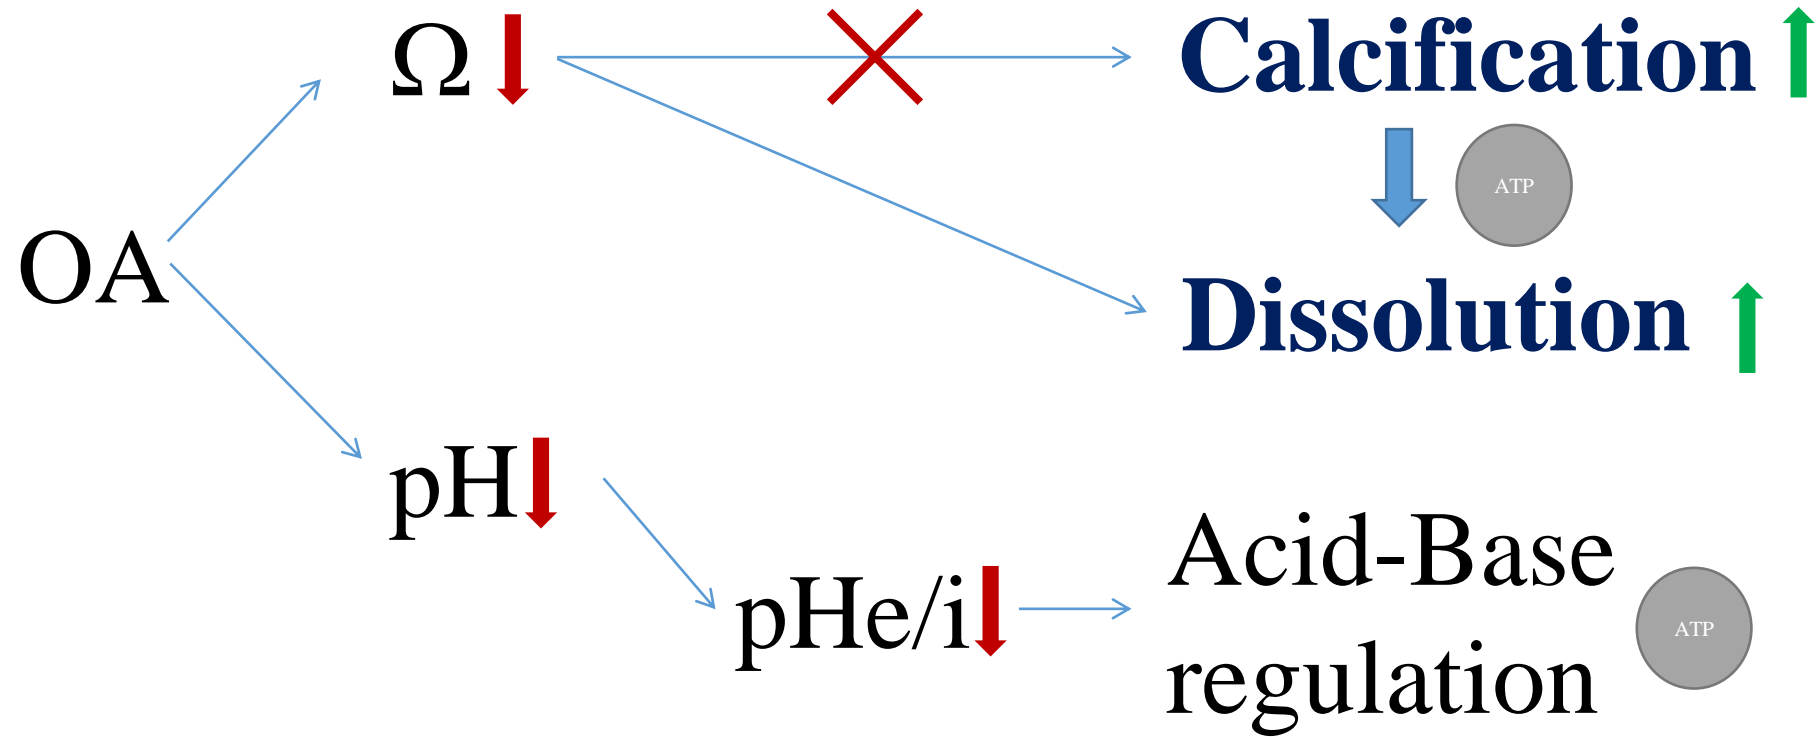 Ω
Calcification
ATP
OA
Dissolution
pH
pHe/i
Acid-Base
regulation
ATP